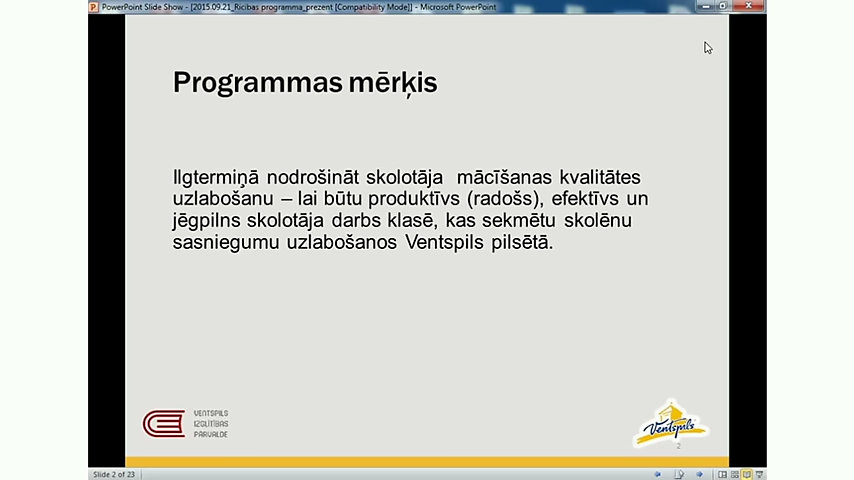 PowerPoint Slide Show - [2015.09.21_Ricibas programma_prezent [Compatibility Mode]] - Microsoft PowerPoint
Programmas mērķis
Ilgtermiņā nodrošināt skolotāja  mācīšanas kvalitātes
uzlabošanu – lai būtu produktīvs (radošs), efektīvs un
jēgpilns skolotāja darbs klasē, kas sekmētu skolēnu
sasniegumu uzlabošanos Ventspils pilsētā.
VENTSPILS
IZGLĪTĪBAS
PĀRVALDE
Ventspils
2
Slide 2 of 23